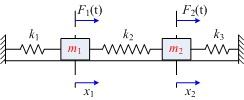 F₁(t) F₂(t)
k₁ k₂ k₃
m₁ m₂
x₁ x₂